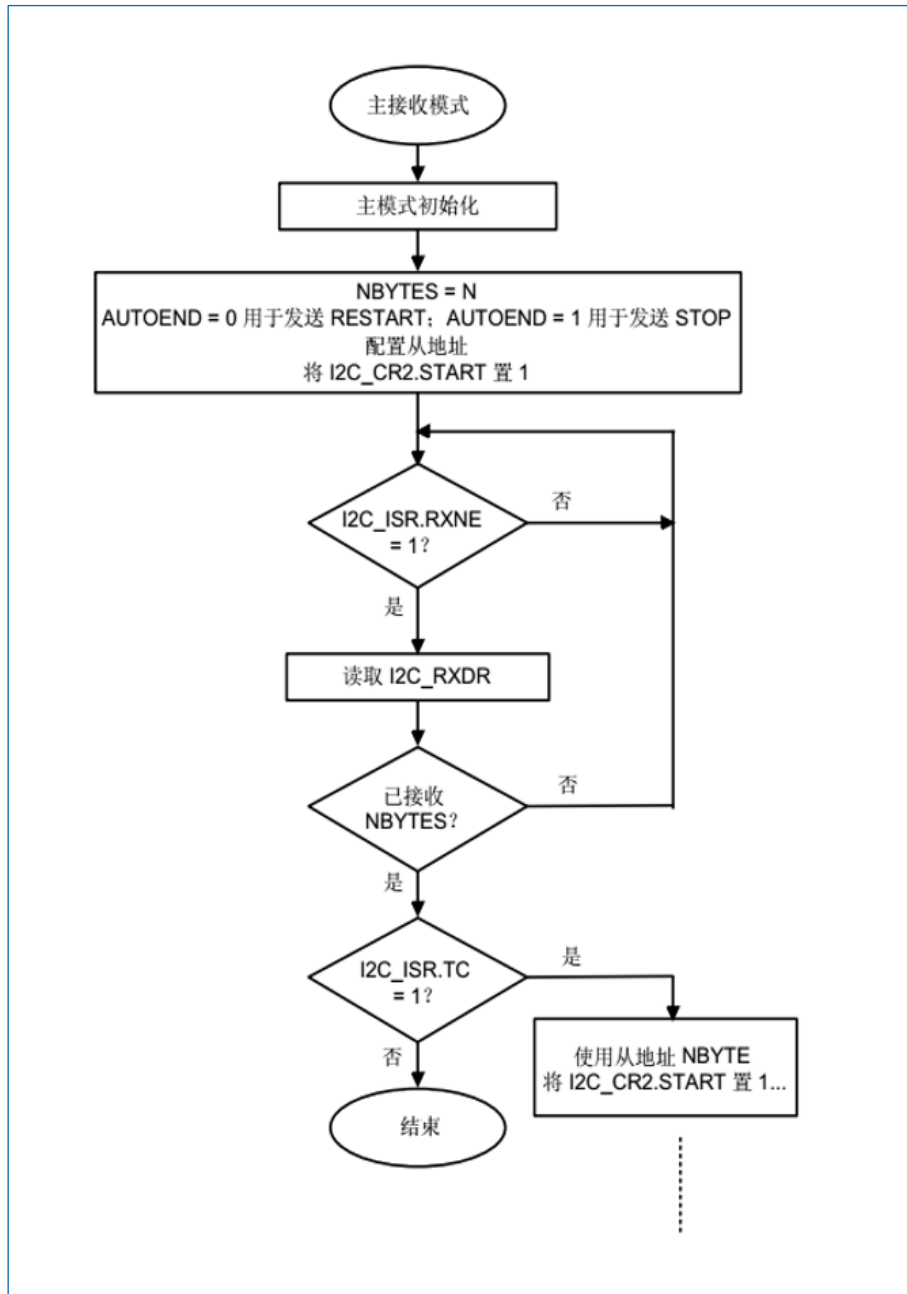 主接收模式
主模式初始化
NBYTES = N
AUTOEND = 0 用于发送 RESTART；AUTOEND = 1 用于发送 STOP
配置从地址
将 I2C_CR2.START 置 1
I2C_ISR.RXNE
= 1？
否
是
读取 I2C_RXDR
已接收
NBYTES？
否
是
I2C_ISR.TC
= 1？
是
否
使用从地址 NBYTE
将 I2C_CR2.START 置 1...
结束